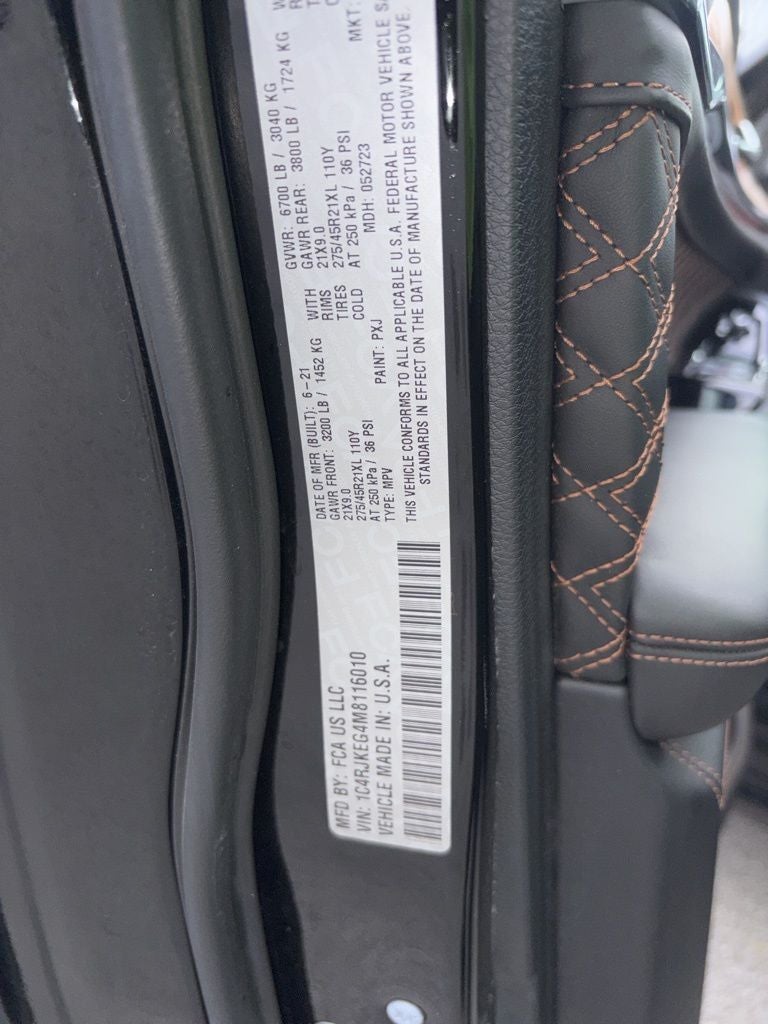 MFD BY: FCA US LLC
VIN: 1C4RJKEG4M8116010
VEHICLE MADE IN: U.S.A.
DATE OF MFR (BUILT): 6-21 GVWR: 6700 LB / 3040 KG
GAWR FRONT: 3200 LB / 1452 KG WITH GAWR REAR: 3800 LB / 1724 KG
21X9.0 RIMS 21X9.0
275/45R21XL 110Y TIRES 275/45R21XL 110Y
AT 250 kPa / 36 PSI COLD AT 250 kPa / 36 PSI
TYPE: MPV PAINT: PXJ MDH: 052723 MKT:
THIS VEHICLE CONFORMS TO ALL APPLICABLE U.S.A. FEDERAL MOTOR VEHICLE
STANDARDS IN EFFECT ON THE DATE OF MANUFACTURE SHOWN ABOVE.